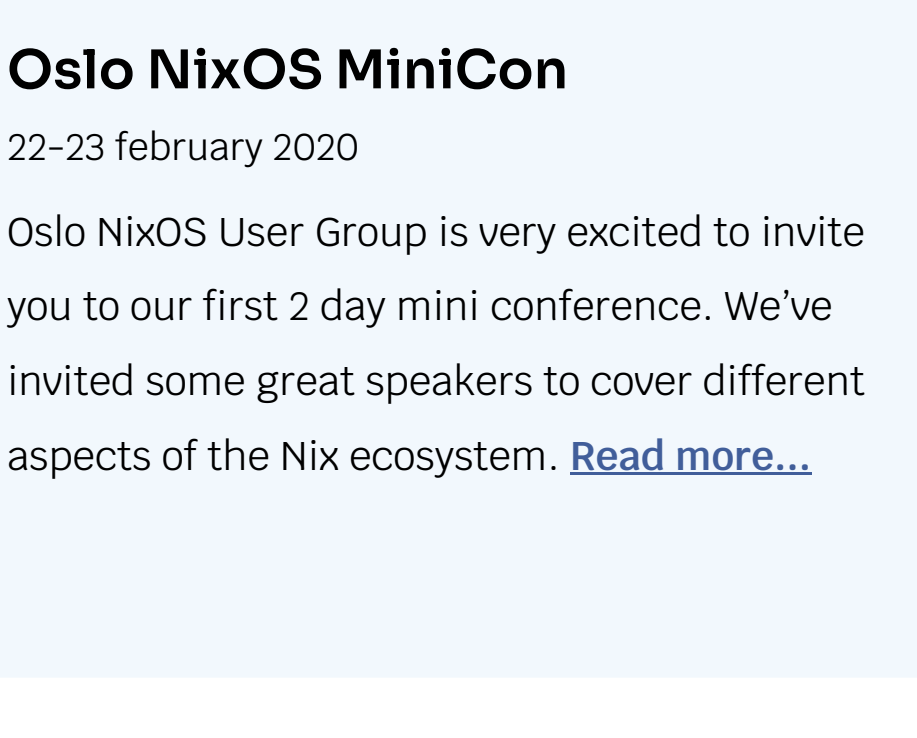 Oslo NixOS MiniCon
22-23 february 2020
Oslo NixOS User Group is very excited to invite
you to our first 2 day mini conference. We’ve
invited some great speakers to cover different
aspects of the Nix ecosystem. Read more...